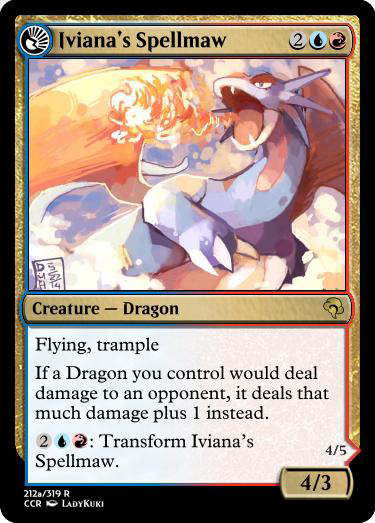 Iviana's Spellmaw 2
Creature — Dragon
Flying, trample
If a Dragon you control would deal
damage to an opponent, it deals that
much damage plus 1 instead.
2: Transform Iviana's
Spellmaw.
4/5
4/3
212a/319 R
CCR LadyKuki